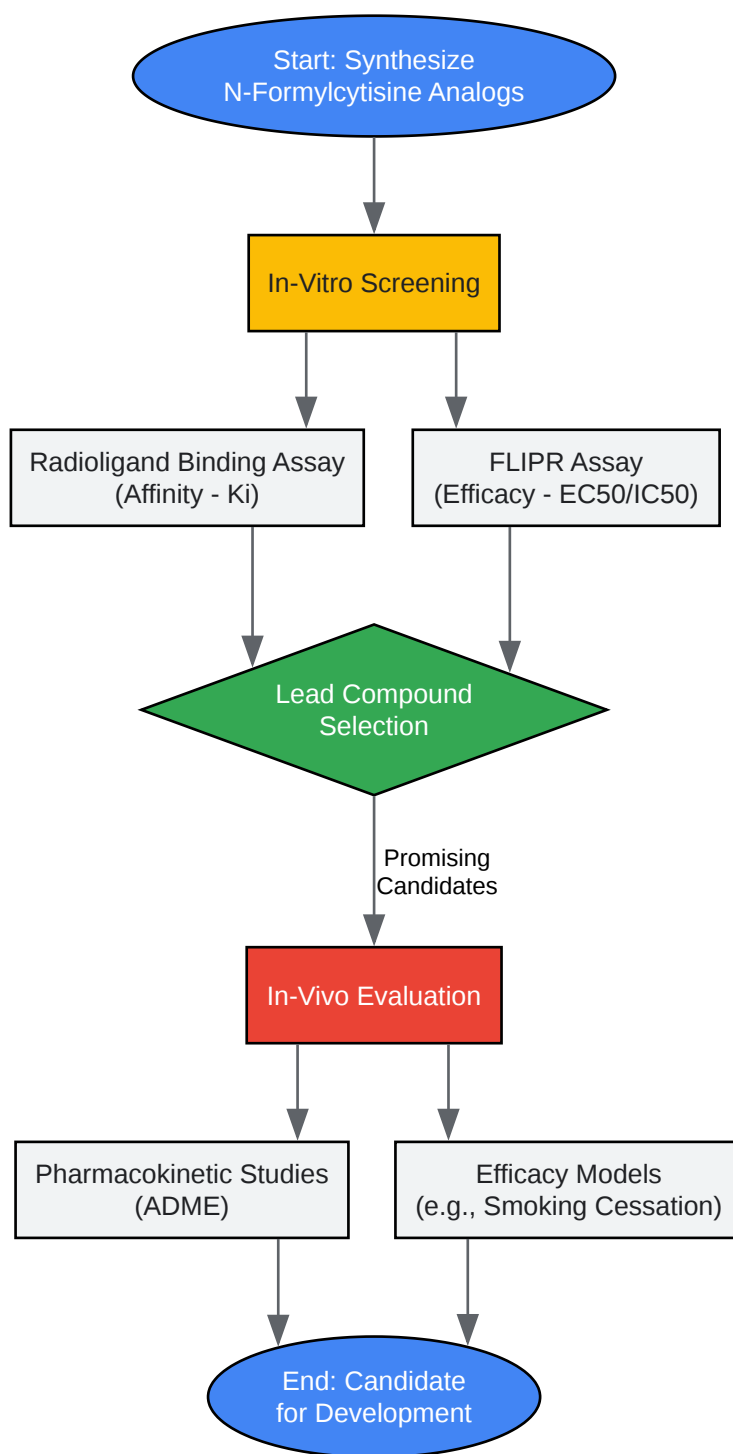 Start: Synthesize
N-Formylcytisine Analogs
In-Vitro Screening
Radioligand Binding Assay
(Affinity - Ki)
FLIPR Assay
(Efficacy - EC50/IC50)
Lead Compound
Selection
Promising
Candidates
In-Vivo Evaluation
Pharmacokinetic Studies
(ADME)
Efficacy Models
(e.g., Smoking Cessation)
End: Candidate
for Development